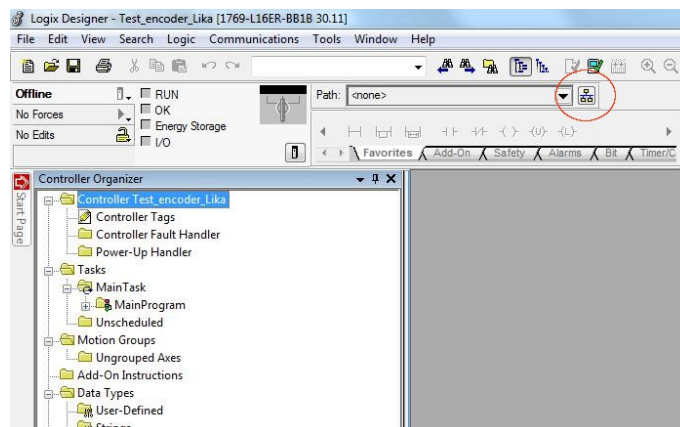 Logix Designer - Test_encoder_Lika [1769-L16ER-BB1B 30.11]
File Edit View Search Logic Communications Tools Window Help
Offline
RUN
Path: <none>
No Forces
OK
No Edits
Energy Storage
I/O
Favorites Add-On Safety Alarms Bit Timer/C
Start Page
Controller Organizer
Controller Test_encoder_Lika
Controller Tags
Controller Fault Handler
Power-Up Handler
Tasks
MainTask
MainProgram
Unscheduled
Motion Groups
Ungrouped Axes
Add-On Instructions
Data Types
User-Defined
Strings